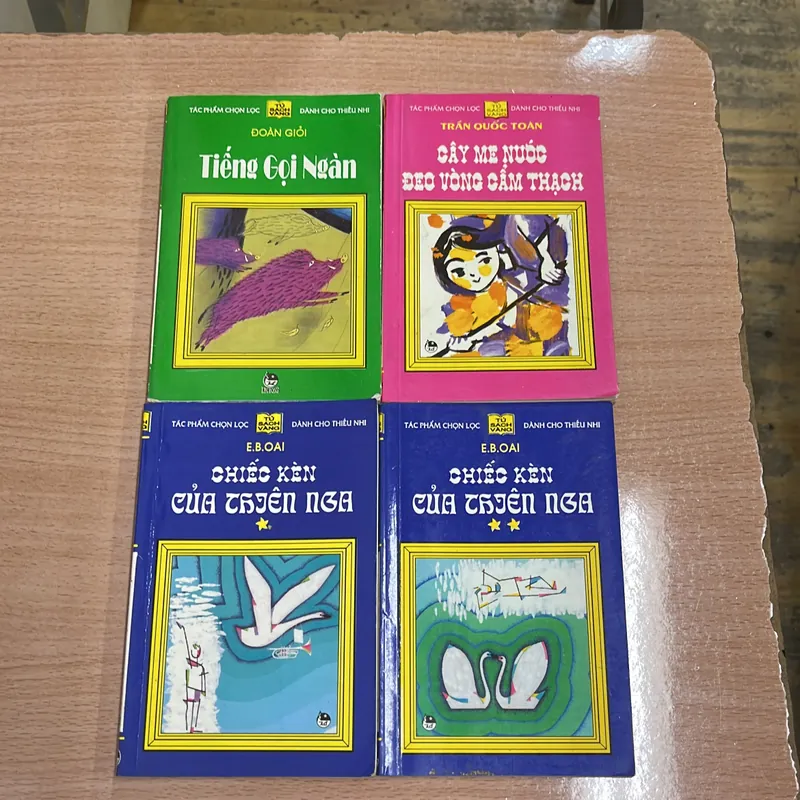 TÁC PHẨM CHỌN LỌC TỦ SÁCH VÀNG DÀNH CHO THIẾU NHI
ĐOÀN GIỎI
Tiếng Gọi Ngàn
TÁC PHẨM CHỌN LỌC TỦ SÁCH VÀNG DÀNH CHO THIẾU NHI
TRẦN QUỐC TOÀN
CÂY ME NƯỚC
ĐEO VÒNG CẨM THẠCH
TÁC PHẨM CHỌN LỌC TỦ SÁCH VÀNG DÀNH CHO THIẾU NHI
E.B.OAI
CHIẾC KÈN
CỦA THIÊN NGA
TÁC PHẨM CHỌN LỌC TỦ SÁCH VÀNG DÀNH CHO THIẾU NHI
E.B.OAI
CHIẾC KÈN
CỦA THIÊN NGA